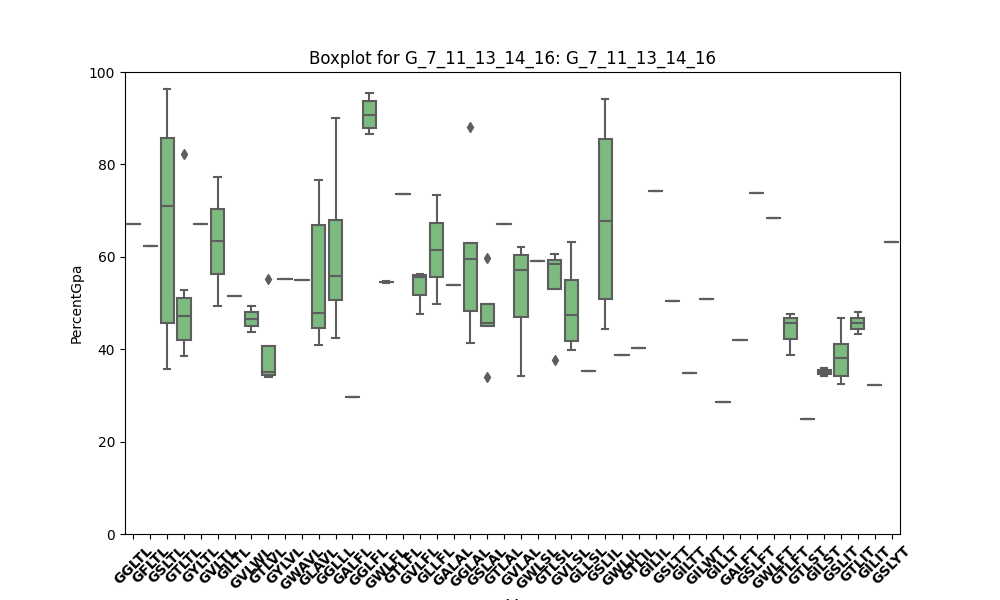 Boxplot for G_7_11_13_14_16: G_7_11_13_14_16
PercentGpa
100
80
60
40
20
0
GGLTL
GFLTL
GSLTL
GTLTL
GYLTL
GVLTL
GILTL
GVLWL
GTLVL
GYLVL
GWAVL
GLAVL
GGLLL
GALFL
GGLFL
GWLFL
GTLFL
GVLFL
GLLFL
GALAL
GGLAL
GSLAL
GTLAL
GVLAL
GWLSL
GTLSL
GVLSL
GLLSL
GSLIL
GWLIL
GTLIL
GILIL
GSLTT
GILTT
GILWT
GILLT
GALFT
GSLFT
GWLFT
GTLFT
GTLST
GILST
GSLIT
GTLIT
GILIT
GSLYT